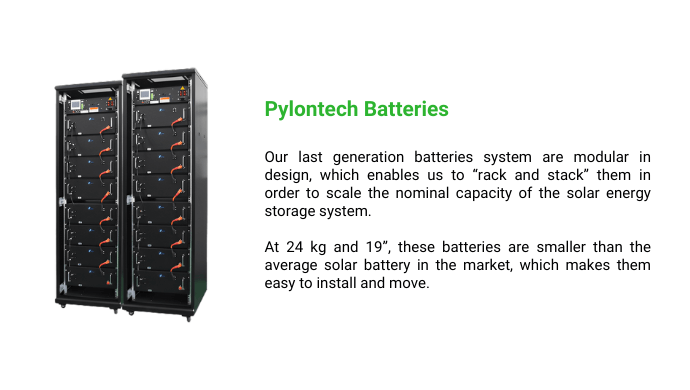 Pylontech Batteries
Our last generation batteries system are modular in
design, which enables us to “rack and stack” them in
order to scale the nominal capacity of the solar energy
storage system.
At 24 kg and 19”, these batteries are smaller than the
average solar battery in the market, which makes them
easy to install and move.